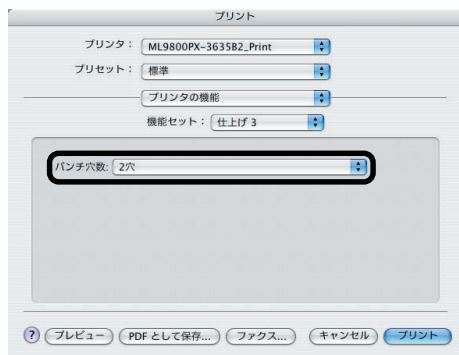 プリント
プリンタ： ML9800PX-3635B2_Print
プリセット： 標準
プリンタの機能
機能セット： 仕上げ 3
パンチ穴数: 2穴
? プレビュー PDF として保存... ファクス... キャンセル プリント